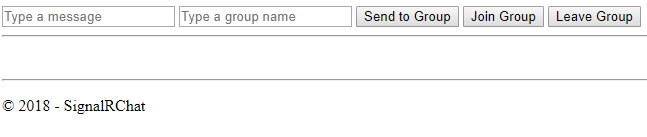 Type a message Type a group name Send to Group Join Group Leave Group
© 2018 - SignalRChat